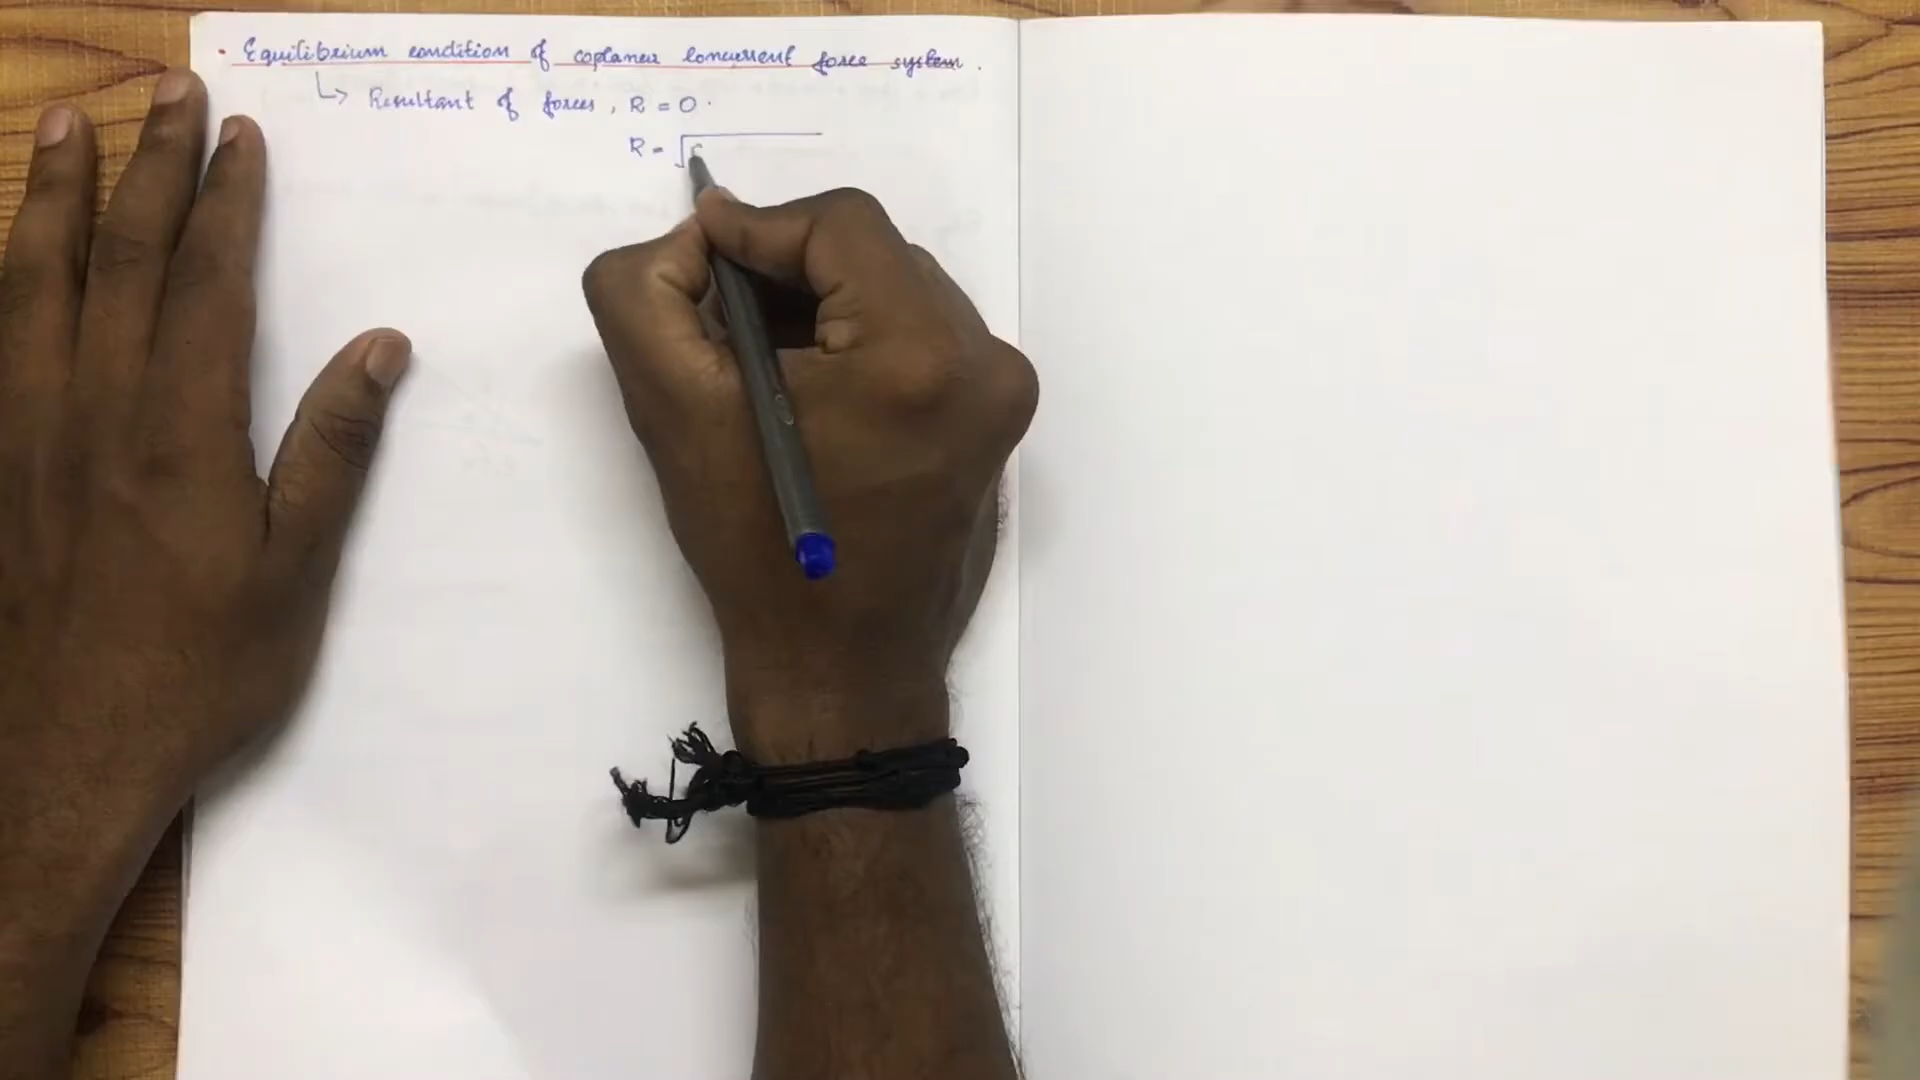 • Equilibrium condition of coplanar concurrent force system.
↳ Resultant of forces, R = 0.
R = √